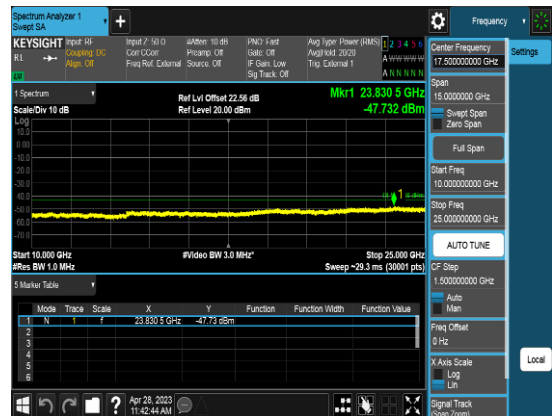 Spectrum Analyzer 1
Swept SA
Frequency
KEYSIGHT
Input: RF
Input Z: 50 Ω
#Atten: 10 dB
PNO: Fast
Avg Type: Power (RMS)
1 2 3 4 5 6
Coupling: DC
Corr CCorr
Preamp: Off
Gate: Off
Avg|Hold: 20/20
A W W W W W
Align: Off
Freq Ref: External
Source: Off
IF Gain: Low
Trig: External 1
Sig Track: Off
A N N N N N
1 Spectrum
Ref Lvl Offset 22.56 dB
Mkr1 23.830 5 GHz
Scale/Div 10 dB
Ref Level 20.00 dBm
-47.732 dBm
Log
10.0
0.00
-10.0
-20.0
-30.0
-40.0
-50.0
-60.0
-70.0
1
Start 10.000 GHz
#Video BW 3.0 MHz*
Stop 25.000 GHz
#Res BW 1.0 MHz
Sweep ~29.3 ms (30001 pts)
5 Marker Table
Mode Trace Scale X Y Function Function Width Function Value
1 N 1 f 23.830 5 GHz -47.73 dBm
2
3
4
5
6
Apr 28, 2023
11:42:44 AM
Center Frequency
17.500000000 GHz
Settings
Span
15.0000000 GHz
Swept Span
Zero Span
Full Span
Start Freq
10.000000000 GHz
Stop Freq
25.000000000 GHz
AUTO TUNE
CF Step
1.500000000 GHz
Auto
Man
Freq Offset
0 Hz
X Axis Scale
Log
Lin
Local
Signal Track
(Span Zoom)